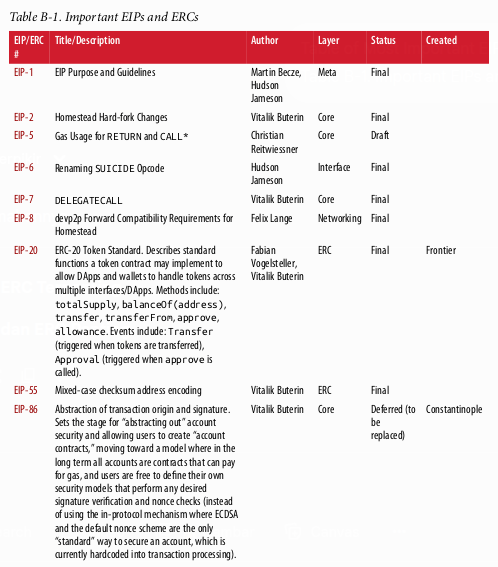 Table B-1. Important EIPs and ERCs
EIP/ERC # Title/Description Author Layer Status Created
EIP-1 EIP Purpose and Guidelines Martin Becze, Hudson Jameson Meta Final
EIP-2 Homestead Hard-fork Changes Vitalik Buterin Core Final
EIP-5 Gas Usage for RETURN and CALL* Christian Reitwiessner Core Draft
EIP-6 Renaming SUICIDE Opcode Hudson Jameson Interface Final
EIP-7 DELEGATECALL Vitalik Buterin Core Final
EIP-8 devp2p Forward Compatibility Requirements for Homestead Felix Lange Networking Final
EIP-20 ERC-20 Token Standard. Describes standard functions a token contract may implement to allow DApps and wallets to handle tokens across multiple interfaces/DApps. Methods include: totalSupply, balanceOf(address), transfer, transferFrom, approve, allowance. Events include: Transfer (triggered when tokens are transferred), Approval (triggered when approve is called). Fabian Vogelsteller, Vitalik Buterin ERC Final Frontier
EIP-55 Mixed-case checksum address encoding Vitalik Buterin ERC Final
EIP-86 Abstraction of transaction origin and signature. Sets the stage for “abstracting out” account security and allowing users to create “account contracts,” moving toward a model where in the long term all accounts are contracts that can pay for gas, and users are free to define their own security models that perform any desired signature verification and nonce checks (instead of using the in-protocol mechanism where ECDSA and the default nonce scheme are the only “standard” way to secure an account, which is currently hardcoded into transaction processing). Vitalik Buterin Core Deferred (to be replaced) Constantinople